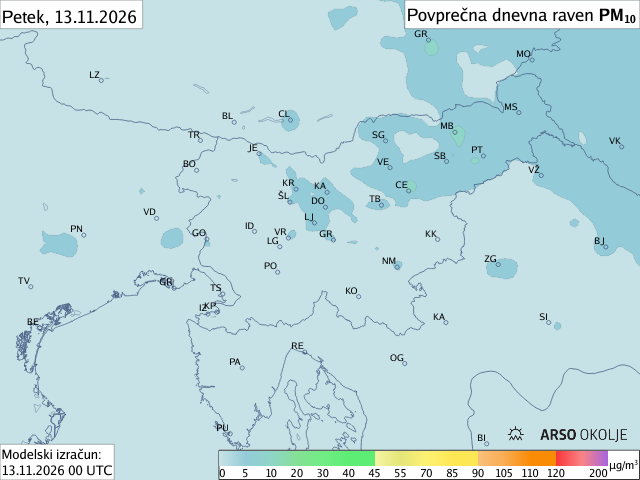 Petek, 13.11.2026
Povprečna dnevna raven PM₁₀
GR
MO
LZ
MS
BL
CL
MB
SG
TR
VK
JE
PT
SB
BO
VE
VŽ
KR
KA
CE
ŠL
DO
TB
VD
LJ
PN
GO
ID
VR
GR
KK
LG
BJ
PO
NM
ZG
TV
GR
TS
KO
IZ
KP
BE
KA
SI
RE
PA
OG
PU
BI
ARSO OKOLJE
Modelski izračun:
13.11.2026 00 UTC
0 5 10 20 30 40 45 55 70 85 90 105 110 120 200 µg/m³